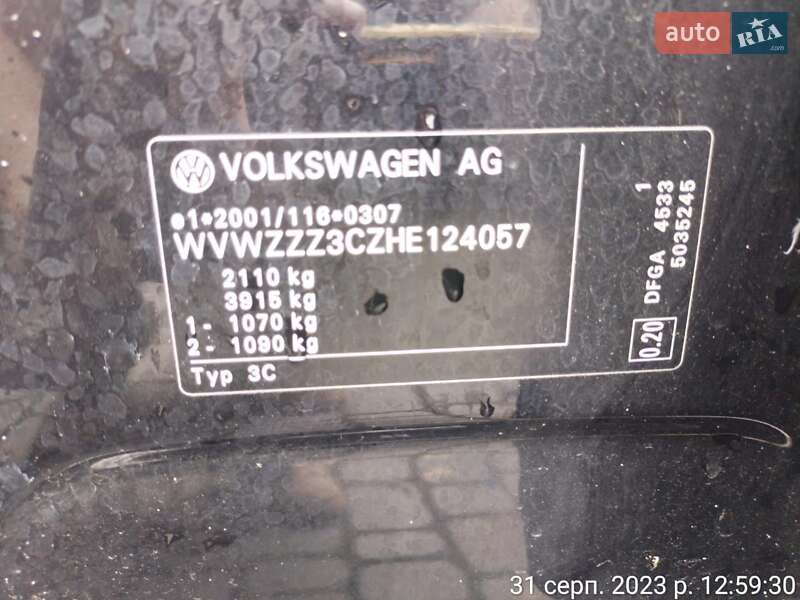 auto RIA
.com
VOLKSWAGEN AG
e1*2001/116*0307
WVWZZZ3CZHE124057
2110 kg
3915 kg
1 - 1070 kg
2 - 1090 kg
Typ 3C
DFGA 4533 1
5035245
0.20
31 серп. 2023 р. 12:59:30